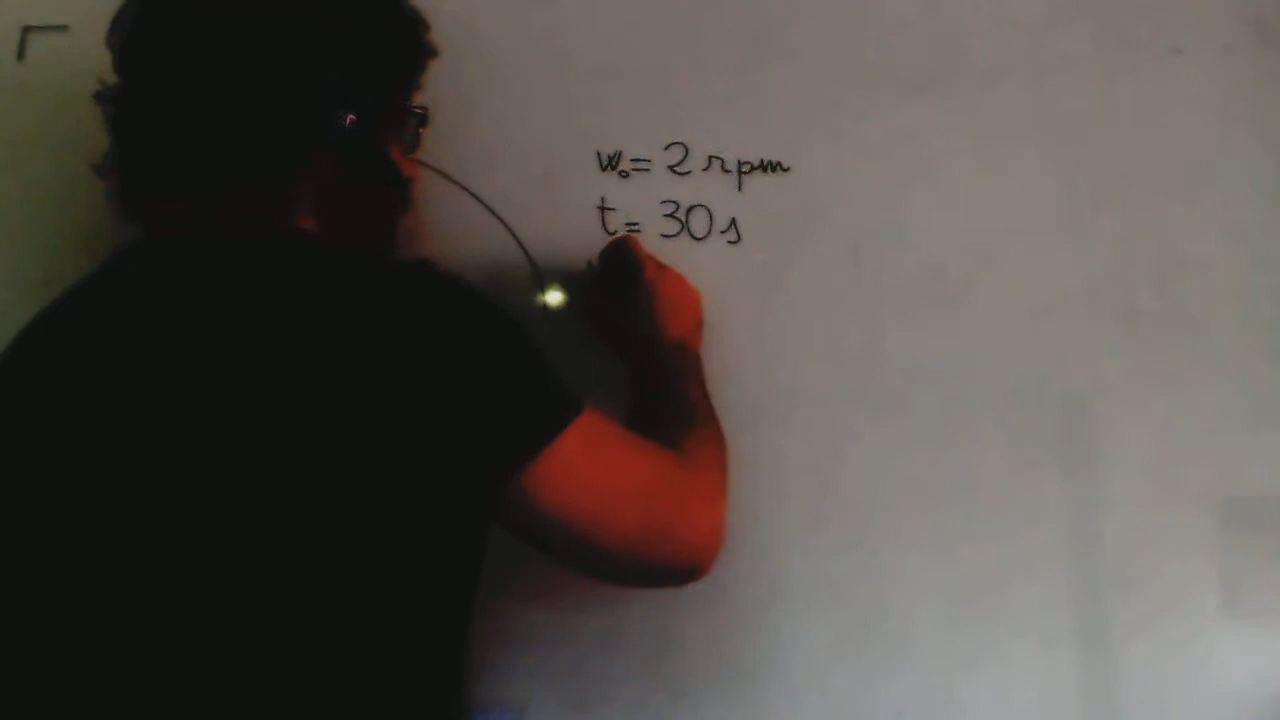 w₀= 2 rpm
t= 30 s